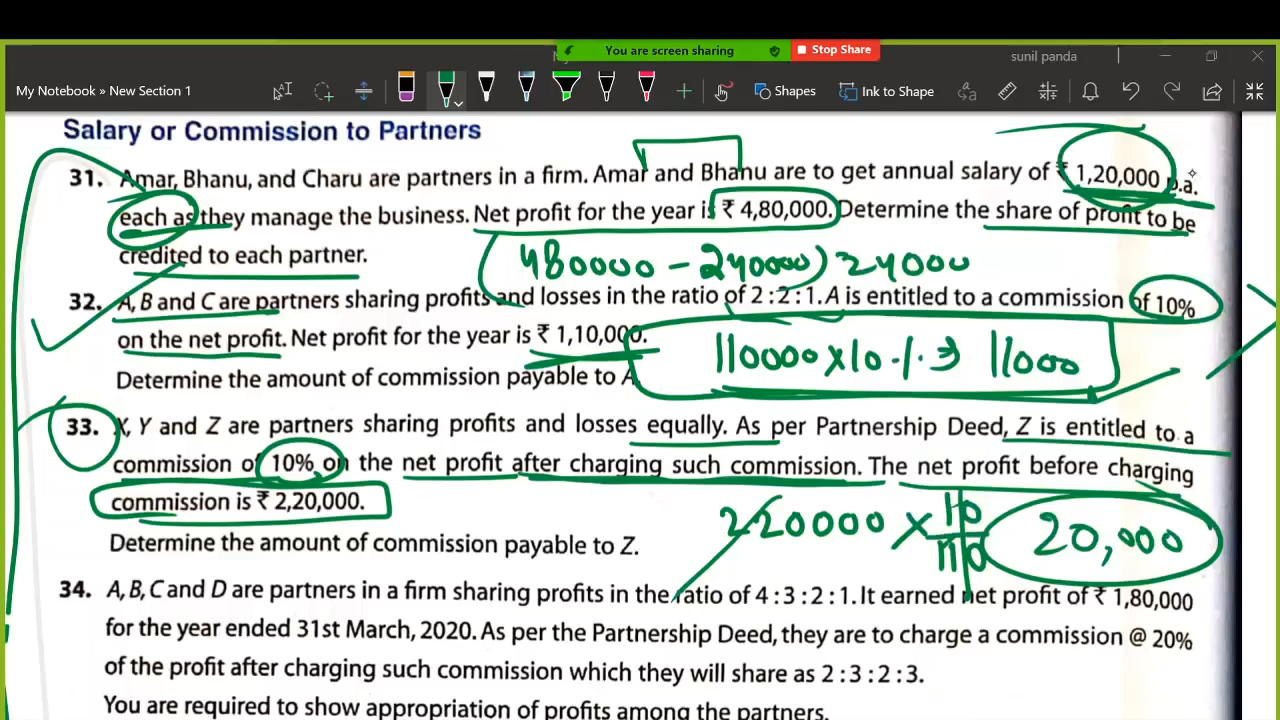 You are screen sharing
Stop Share
sunil panda
My Notebook » New Section 1
Shapes
Ink to Shape
Salary or Commission to Partners
31. Amar, Bhanu, and Charu are partners in a firm. Amar and Bhanu are to get annual salary of ₹ 1,20,000 p.a.
each as they manage the business. Net profit for the year is ₹ 4,80,000. Determine the share of profit to be
credited to each partner.
480000 - 240000) 24000
32. A, B and C are partners sharing profits and losses in the ratio of 2 : 2 : 1. A is entitled to a commission of 10%
on the net profit. Net profit for the year is ₹ 1,10,000.
110000 x 10 % 11000
Determine the amount of commission payable to A.
33. X, Y and Z are partners sharing profits and losses equally. As per Partnership Deed, Z is entitled to a
commission of 10% on the net profit after charging such commission. The net profit before charging
commission is ₹ 2,20,000.
220000 x 10/110 20,000
Determine the amount of commission payable to Z.
34. A, B, C and D are partners in a firm sharing profits in the ratio of 4 : 3 : 2 : 1. It earned net profit of ₹ 1,80,000
for the year ended 31st March, 2020. As per the Partnership Deed, they are to charge a commission @ 20%
of the profit after charging such commission which they will share as 2 : 3 : 2 : 3.
You are required to show appropriation of profits among the partners.